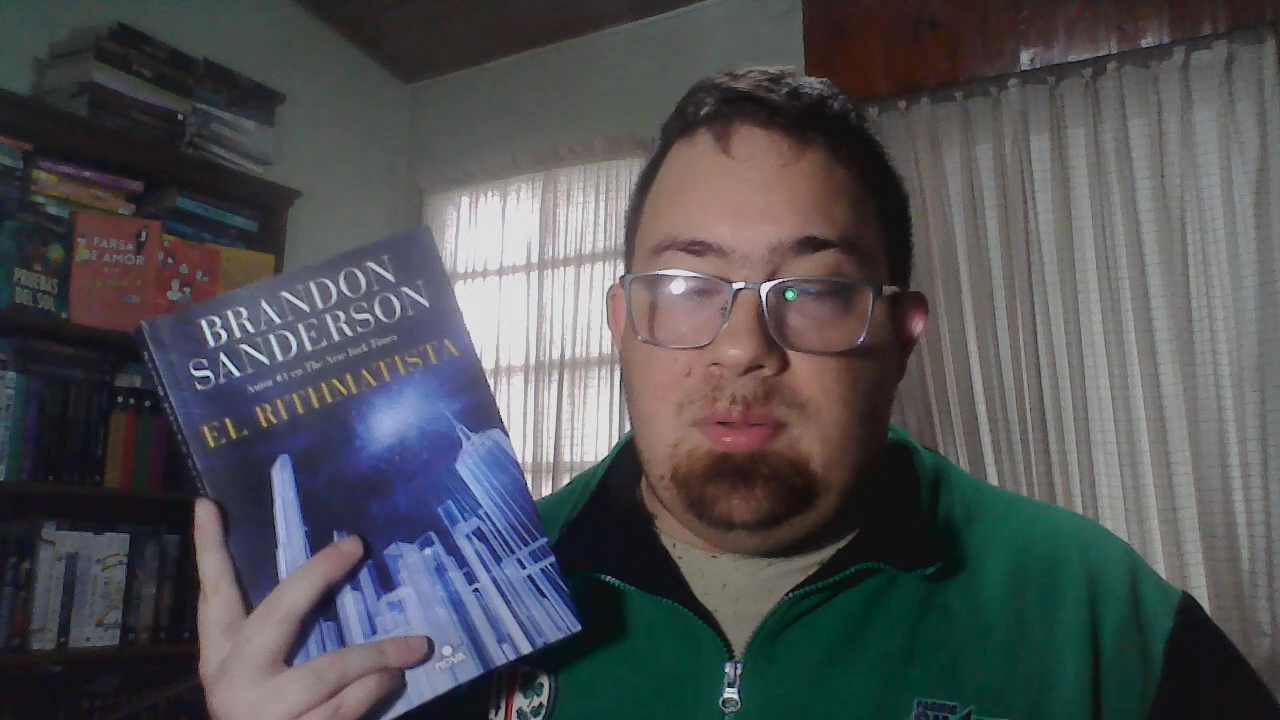 BRANDON
SANDERSON
Autor #1 en The New York Times
EL RITHMATISTA
NOVA
FARSA
DE AMOR
PRUEBAS
DEL SOL